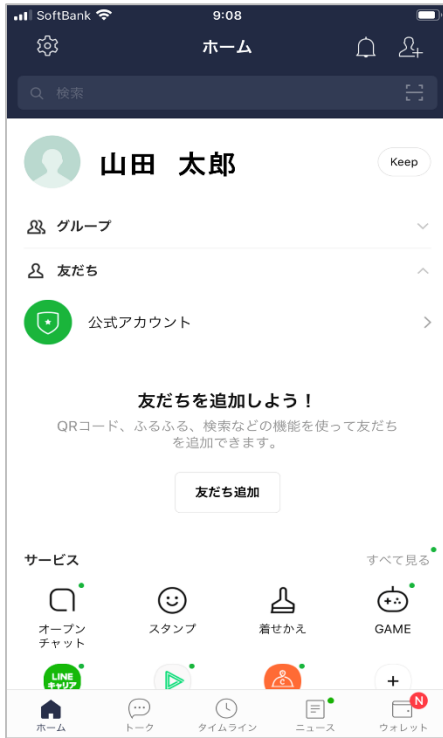 SoftBank 9:08
ホーム
検索
山田 太郎
Keep
グループ
友だち
公式アカウント
友だちを追加しよう！
QRコード、ふるふる、検索などの機能を使って友だち
を追加できます。
友だち追加
サービス すべて見る
オープン
チャット
スタンプ
着せかえ
GAME
LINE
キャリア
N
ホーム トーク タイムライン ニュース ウォレット